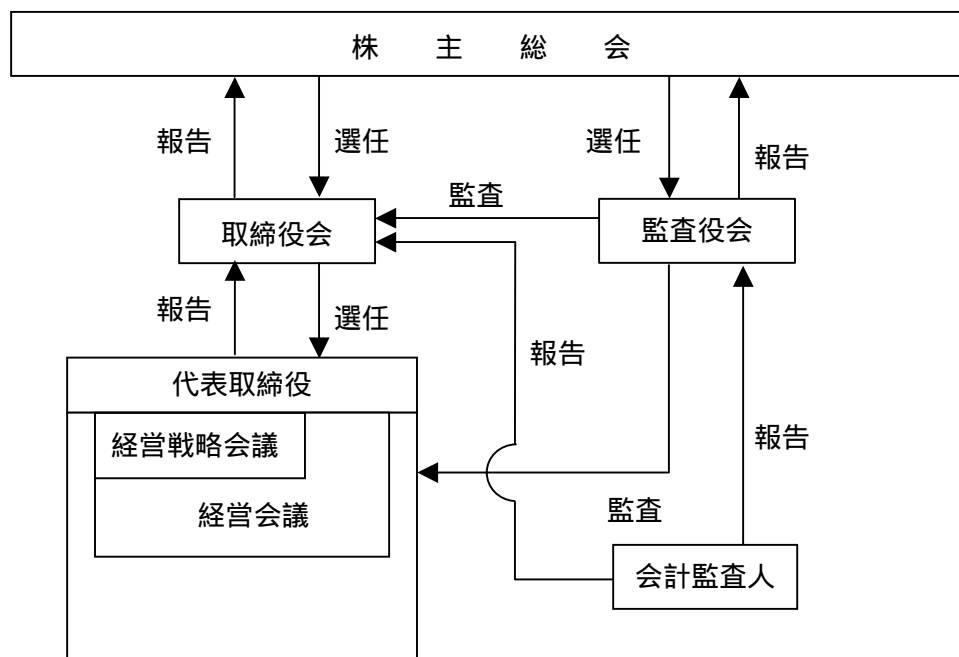 株主総会
報告
選任
選任
報告
監査
取締役会
監査役会
報告
選任
報告
代表取締役
経営戦略会議
報告
経営会議
監査
会計監査人